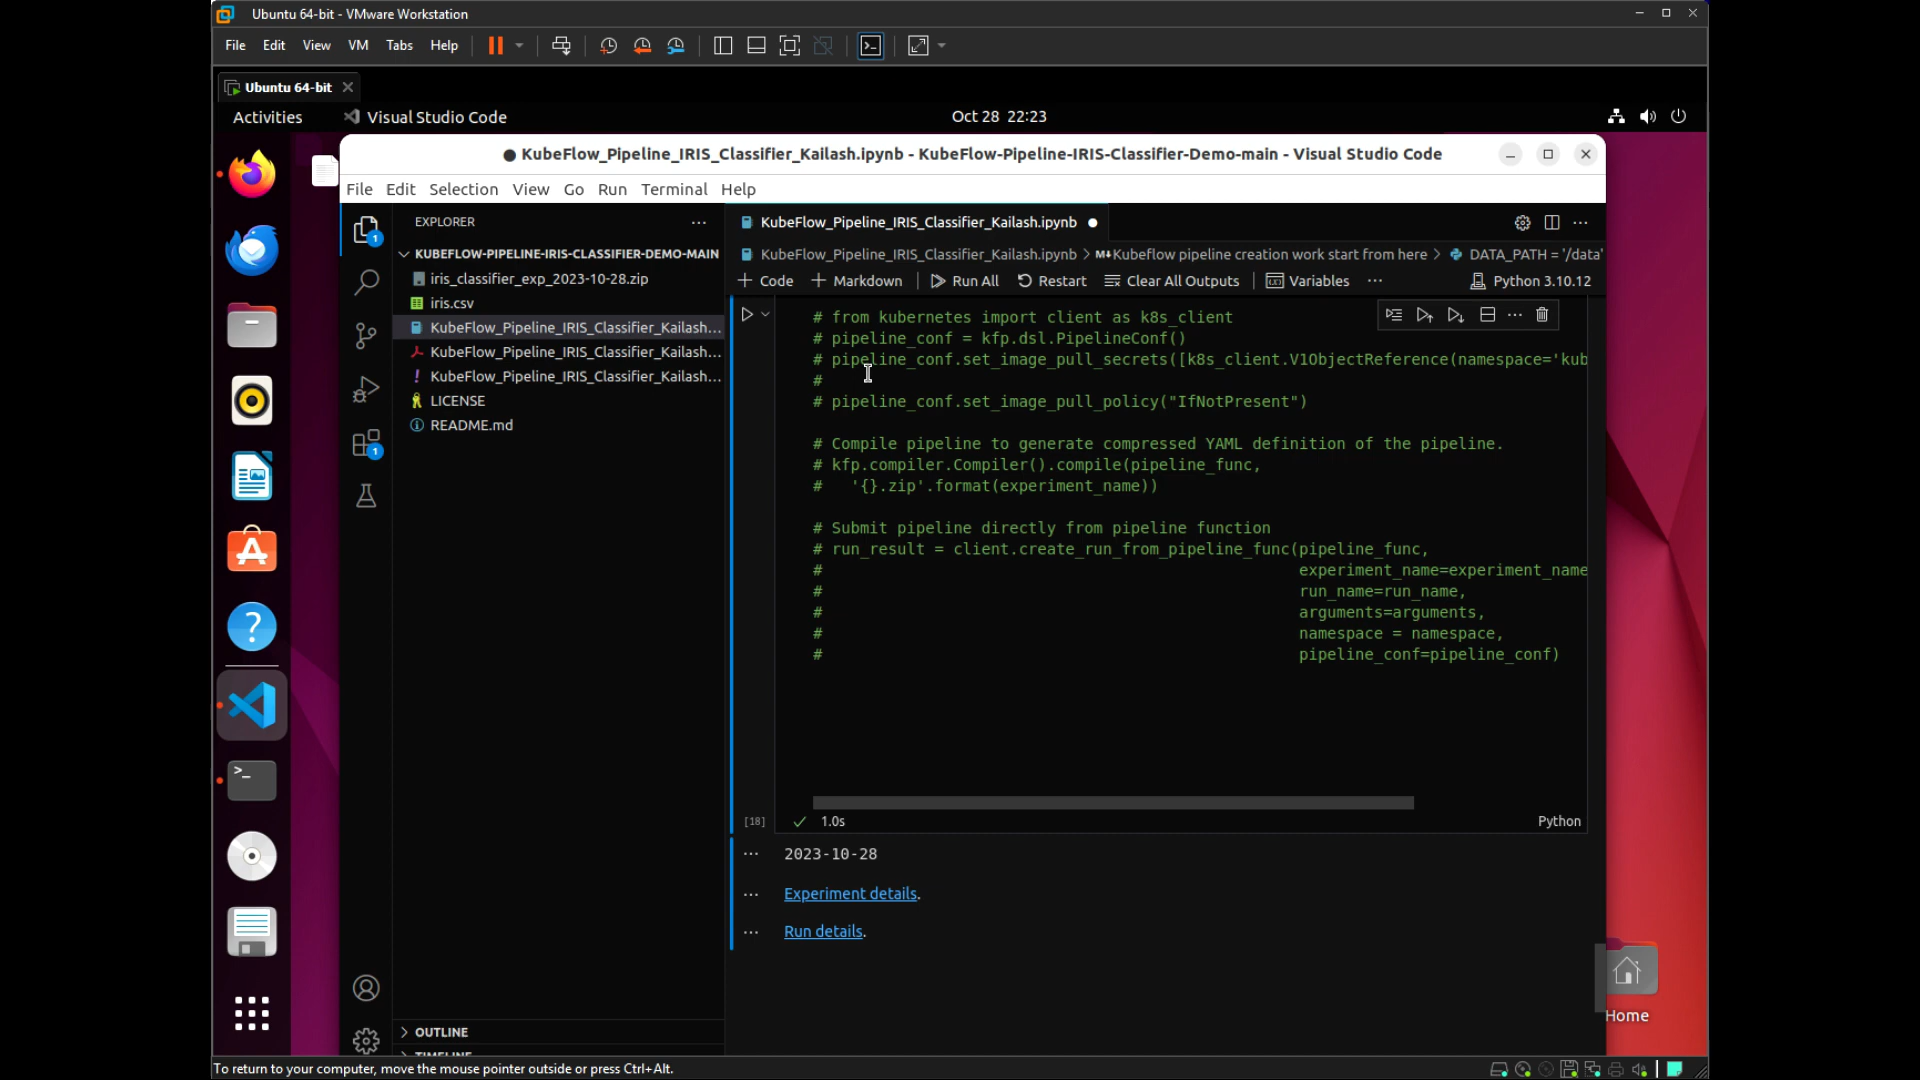 Ubuntu 64-bit - VMware Workstation
File Edit View VM Tabs Help
Ubuntu 64-bit
Activities Visual Studio Code Oct 28 22:23
KubeFlow_Pipeline_IRIS_Classifier_Kailash.ipynb - KubeFlow-Pipeline-IRIS-Classifier-Demo-main - Visual Studio Code
File Edit Selection View Go Run Terminal Help
EXPLORER
KUBEFLOW-PIPELINE-IRIS-CLASSIFIER-DEMO-MAIN
iris_classifier_exp_2023-10-28.zip
iris.csv
KubeFlow_Pipeline_IRIS_Classifier_Kailash...
KubeFlow_Pipeline_IRIS_Classifier_Kailash...
KubeFlow_Pipeline_IRIS_Classifier_Kailash...
LICENSE
README.md
OUTLINE
KubeFlow_Pipeline_IRIS_Classifier_Kailash.ipynb
KubeFlow_Pipeline_IRIS_Classifier_Kailash.ipynb > M↓Kubeflow pipeline creation work start from here > DATA_PATH = '/data'
+ Code + Markdown Run All Restart Clear All Outputs Variables ... Python 3.10.12
# from kubernetes import client as k8s_client
# pipeline_conf = kfp.dsl.PipelineConf()
# pipeline_conf.set_image_pull_secrets([k8s_client.V1ObjectReference(namespace='kub
#
# pipeline_conf.set_image_pull_policy("IfNotPresent")
# Compile pipeline to generate compressed YAML definition of the pipeline.
# kfp.compiler.Compiler().compile(pipeline_func,
#   '{}.zip'.format(experiment_name))
# Submit pipeline directly from pipeline function
# run_result = client.create_run_from_pipeline_func(pipeline_func,
# experiment_name=experiment_name
# run_name=run_name,
# arguments=arguments,
# namespace = namespace,
# pipeline_conf=pipeline_conf)
[18] 1.0s Python
2023-10-28
Experiment details.
Run details.
Home
To return to your computer, move the mouse pointer outside or press Ctrl+Alt.